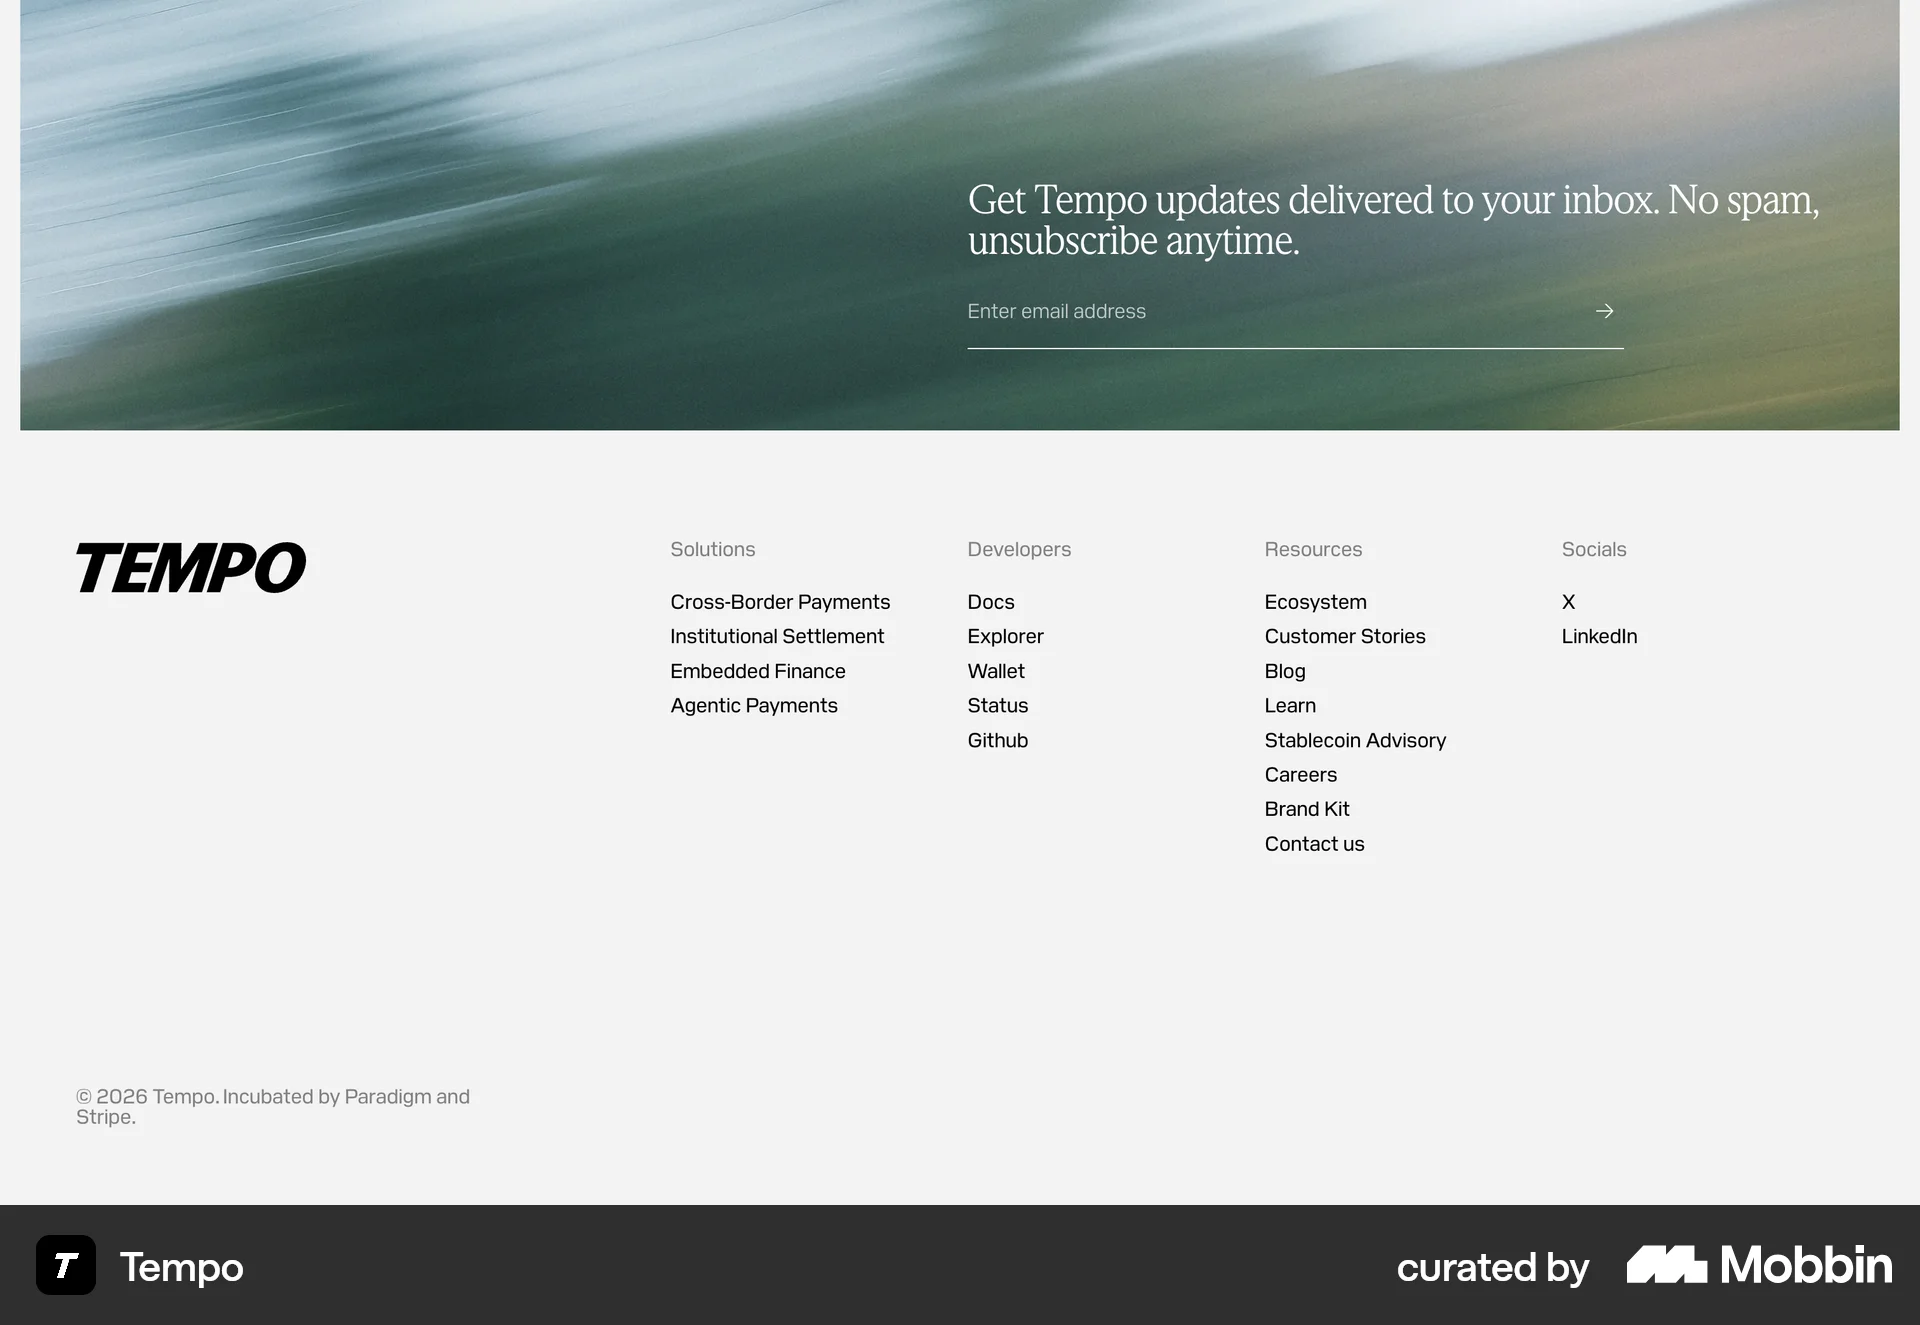 Get Tempo updates delivered to your inbox. No spam,
unsubscribe anytime.
Enter email address
TEMPO
Solutions
Cross-Border Payments
Institutional Settlement
Embedded Finance
Agentic Payments
Developers
Docs
Explorer
Wallet
Status
Github
Resources
Ecosystem
Customer Stories
Blog
Learn
Stablecoin Advisory
Careers
Brand Kit
Contact us
Socials
X
LinkedIn
© 2026 Tempo. Incubated by Paradigm and
Stripe.
T Tempo
curated by Mobbin